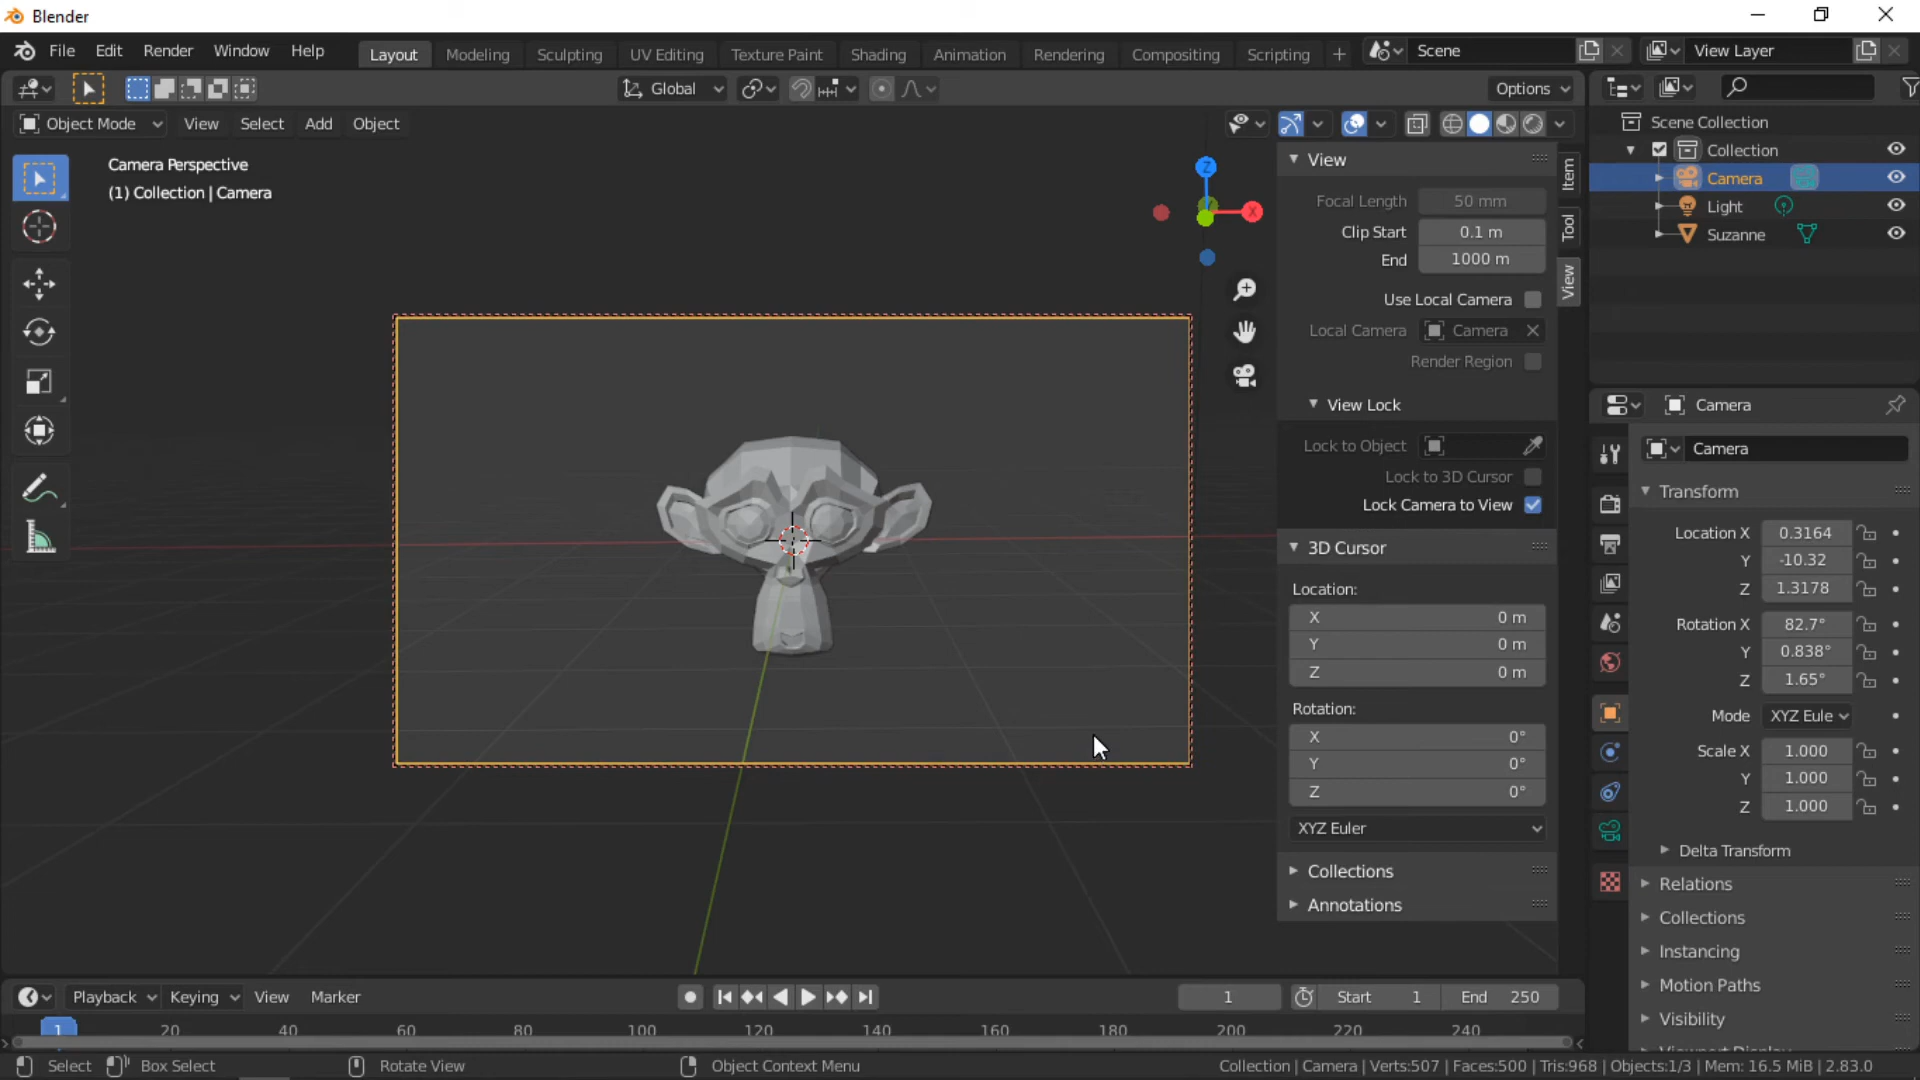 Blender
File Edit Render Window Help Layout Modeling Sculpting UV Editing Texture Paint Shading Animation Rendering Compositing Scripting + Scene View Layer
Global Options
Object Mode View Select Add Object
Camera Perspective
(1) Collection | Camera
Z
X
View
Focal Length 50 mm
Clip Start 0.1 m
End 1000 m
Use Local Camera
Local Camera Camera
Render Region
View Lock
Lock to Object
Lock to 3D Cursor
Lock Camera to View
3D Cursor
Location:
X 0 m
Y 0 m
Z 0 m
Rotation:
X 0°
Y 0°
Z 0°
XYZ Euler
Collections
Annotations
Item
Tool
View
Scene Collection
Collection
Camera
Light
Suzanne
Camera
Camera
Transform
Location X 0.3164
Y -10.32
Z 1.3178
Rotation X 82.7°
Y 0.838°
Z 1.65°
Mode XYZ Eule
Scale X 1.000
Y 1.000
Z 1.000
Delta Transform
Relations
Collections
Instancing
Motion Paths
Visibility
Playback Keying View Marker 1 Start 1 End 250
1 20 40 60 80 100 120 140 160 180 200 220 240
Select Box Select Rotate View Object Context Menu Collection | Camera | Verts:507 | Faces:500 | Tris:968 | Objects:1/3 | Mem: 16.5 MiB | 2.83.0